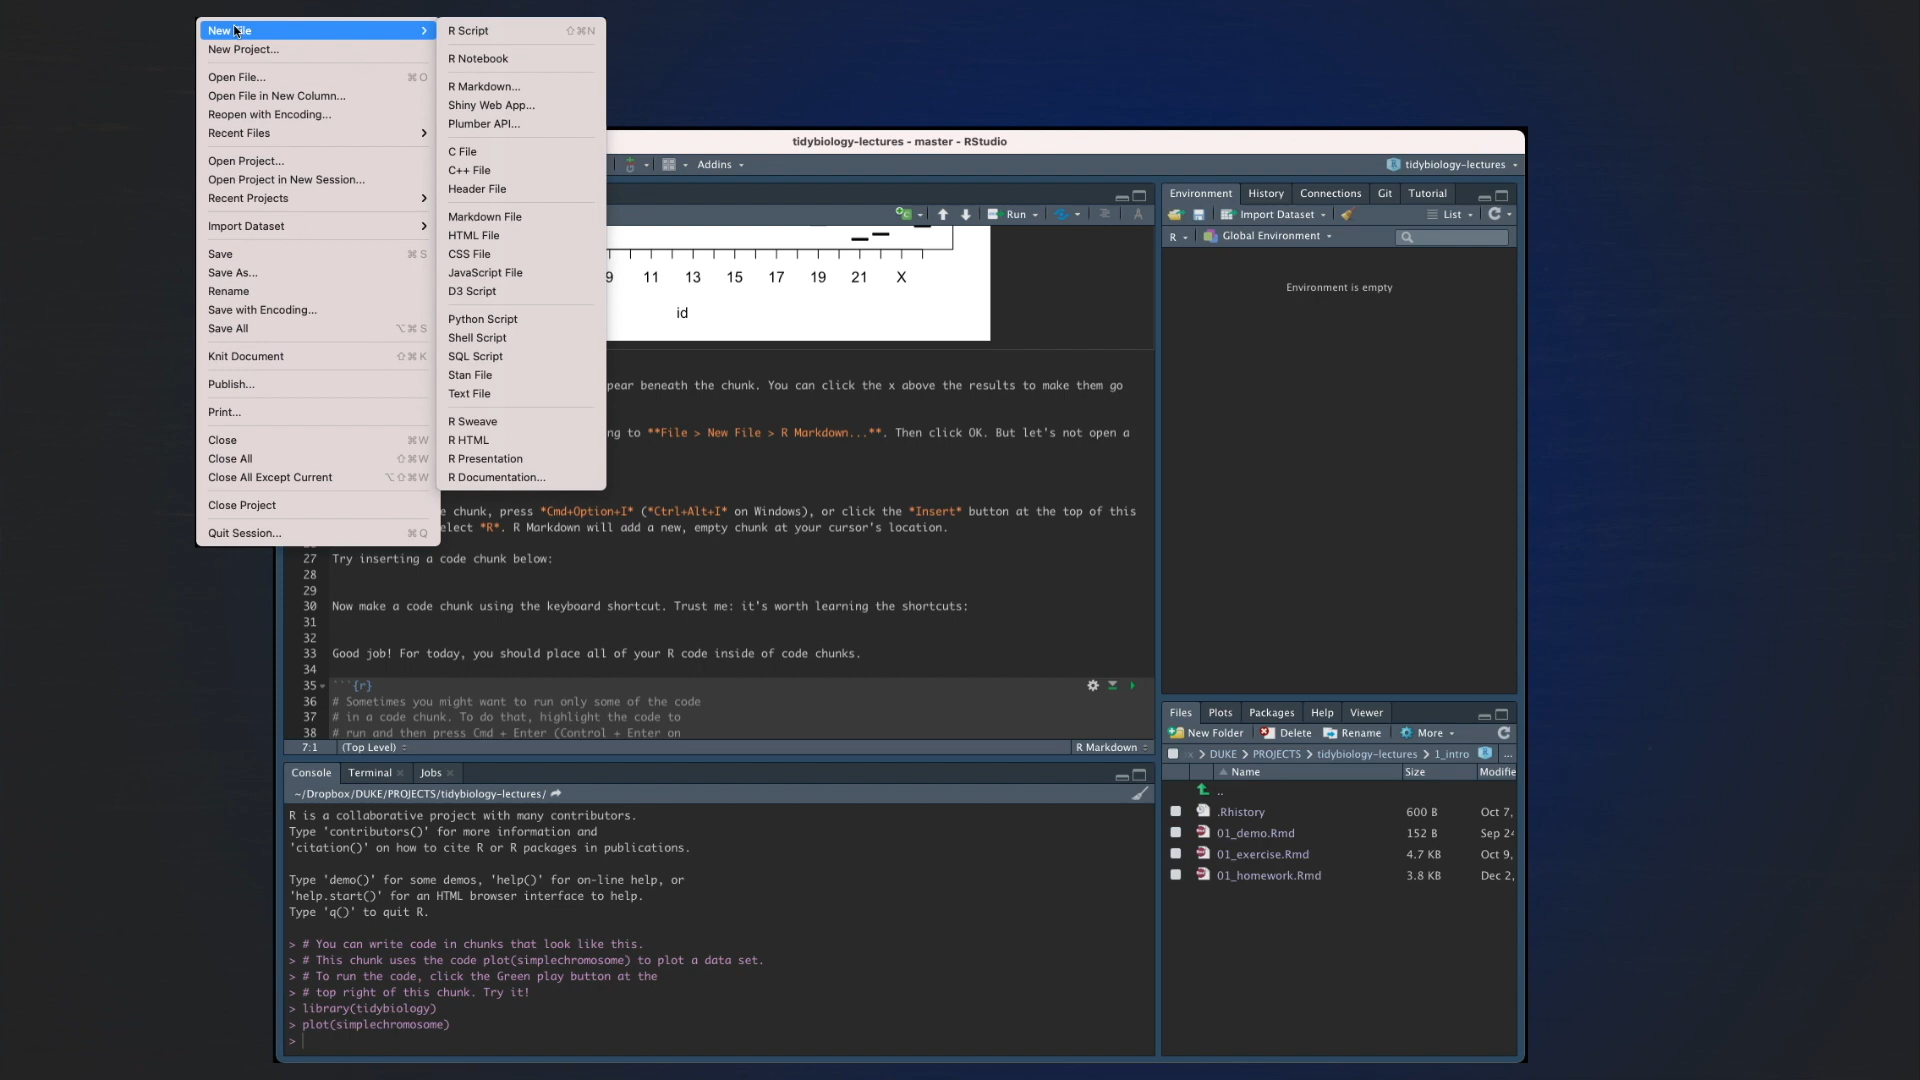 New File
New Project...
Open File... ⌘O
Open File in New Column...
Reopen with Encoding...
Recent Files
Open Project...
Open Project in New Session...
Recent Projects
Import Dataset
Save ⌘S
Save As...
Rename
Save with Encoding...
Save All ⌥⌘S
Knit Document ⇧⌘K
Publish...
Print...
Close ⌘W
Close All ⇧⌘W
Close All Except Current ⌥⇧⌘W
Close Project
Quit Session... ⌘Q
R Script ⇧⌘N
R Notebook
R Markdown...
Shiny Web App...
Plumber API...
C File
C++ File
Header File
Markdown File
HTML File
CSS File
JavaScript File
D3 Script
Python Script
Shell Script
SQL Script
Stan File
Text File
R Sweave
R HTML
R Presentation
R Documentation...
tidybiology-lectures - master - RStudio
Addins
tidybiology-lectures
Run
9 11 13 15 17 19 21 X
id
pear beneath the chunk. You can click the x above the results to make them go
ng to **File > New File > R Markdown...**. Then click OK. But let's not open a
e chunk, press *Cmd+Option+I* (*Ctrl+Alt+I* on Windows), or click the *Insert* button at the top of this
elect *R*. R Markdown will add a new, empty chunk at your cursor's location.
27 Try inserting a code chunk below:
28
29
30 Now make a code chunk using the keyboard shortcut. Trust me: it's worth learning the shortcuts:
31
32
33 Good job! For today, you should place all of your R code inside of code chunks.
34
35 ```{r}
36 # Sometimes you might want to run only some of the code
37 # in a code chunk. To do that, highlight the code to
38 # run and then press Cmd + Enter (Control + Enter on
7:1 (Top Level) R Markdown
Console Terminal Jobs
~/Dropbox/DUKE/PROJECTS/tidybiology-lectures/
R is a collaborative project with many contributors.
Type 'contributors()' for more information and
'citation()' on how to cite R or R packages in publications.
Type 'demo()' for some demos, 'help()' for on-line help, or
'help.start()' for an HTML browser interface to help.
Type 'q()' to quit R.
> # You can write code in chunks that look like this.
> # This chunk uses the code plot(simplechromosome) to plot a data set.
> # To run the code, click the Green play button at the
> # top right of this chunk. Try it!
> library(tidybiology)
> plot(simplechromosome)
>
Environment History Connections Git Tutorial
Import Dataset List
R Global Environment
Environment is empty
Files Plots Packages Help Viewer
New Folder Delete Rename More
> DUKE > PROJECTS > tidybiology-lectures > 1_intro ...
Name Size Modifie
..
.Rhistory 600 B Oct 7,
01_demo.Rmd 152 B Sep 24
01_exercise.Rmd 4.7 KB Oct 9,
01_homework.Rmd 3.8 KB Dec 2,